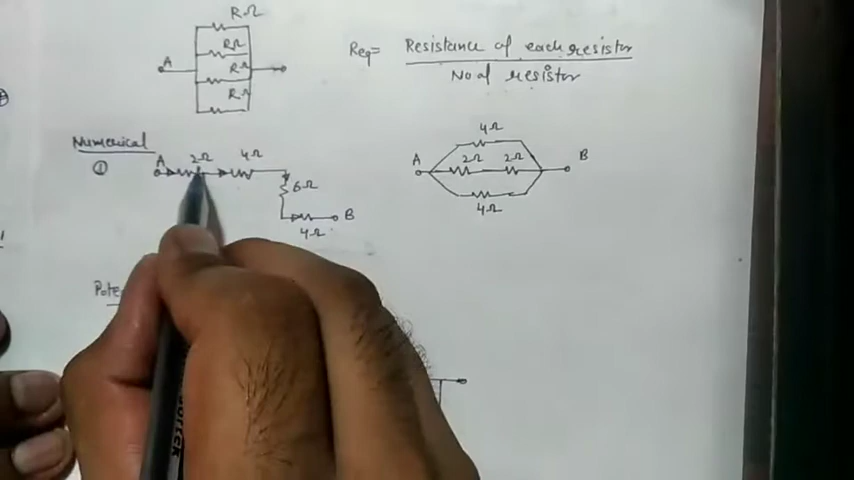 RΩ
RΩ
A RΩ
RΩ
Req= Resistance of each resistor
No of resistor
Numerical
① A 2Ω 4Ω
6Ω
B
4Ω
4Ω
A 2Ω 2Ω B
4Ω
Pote